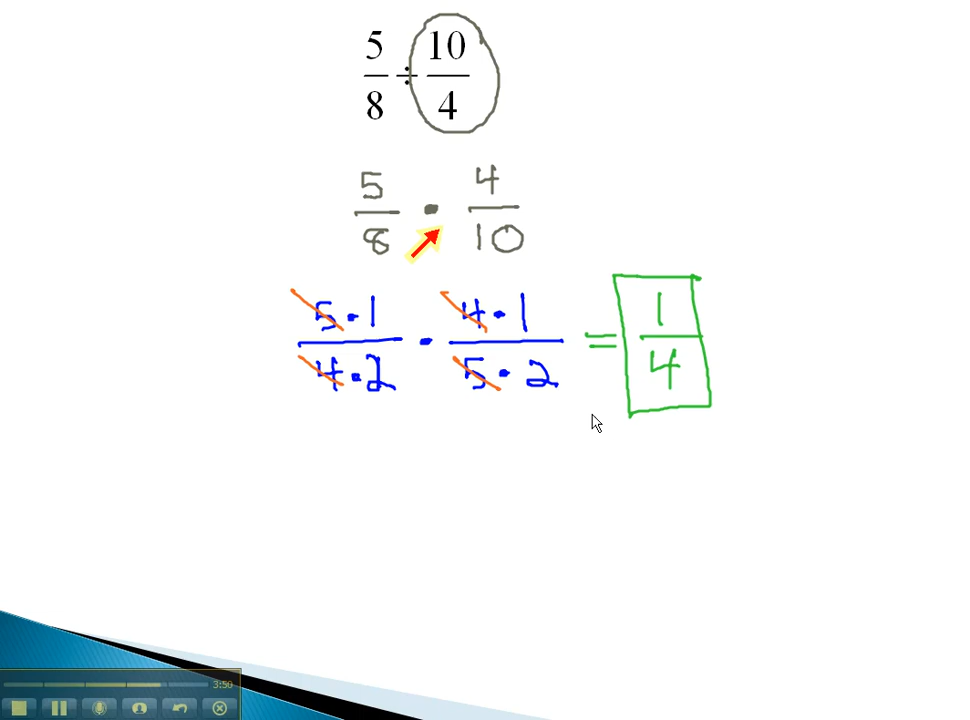 5/8 ÷ 10/4
5/8 · 4/10
5·1/4·2 · 4·1/5·2 = 1/4
3:50